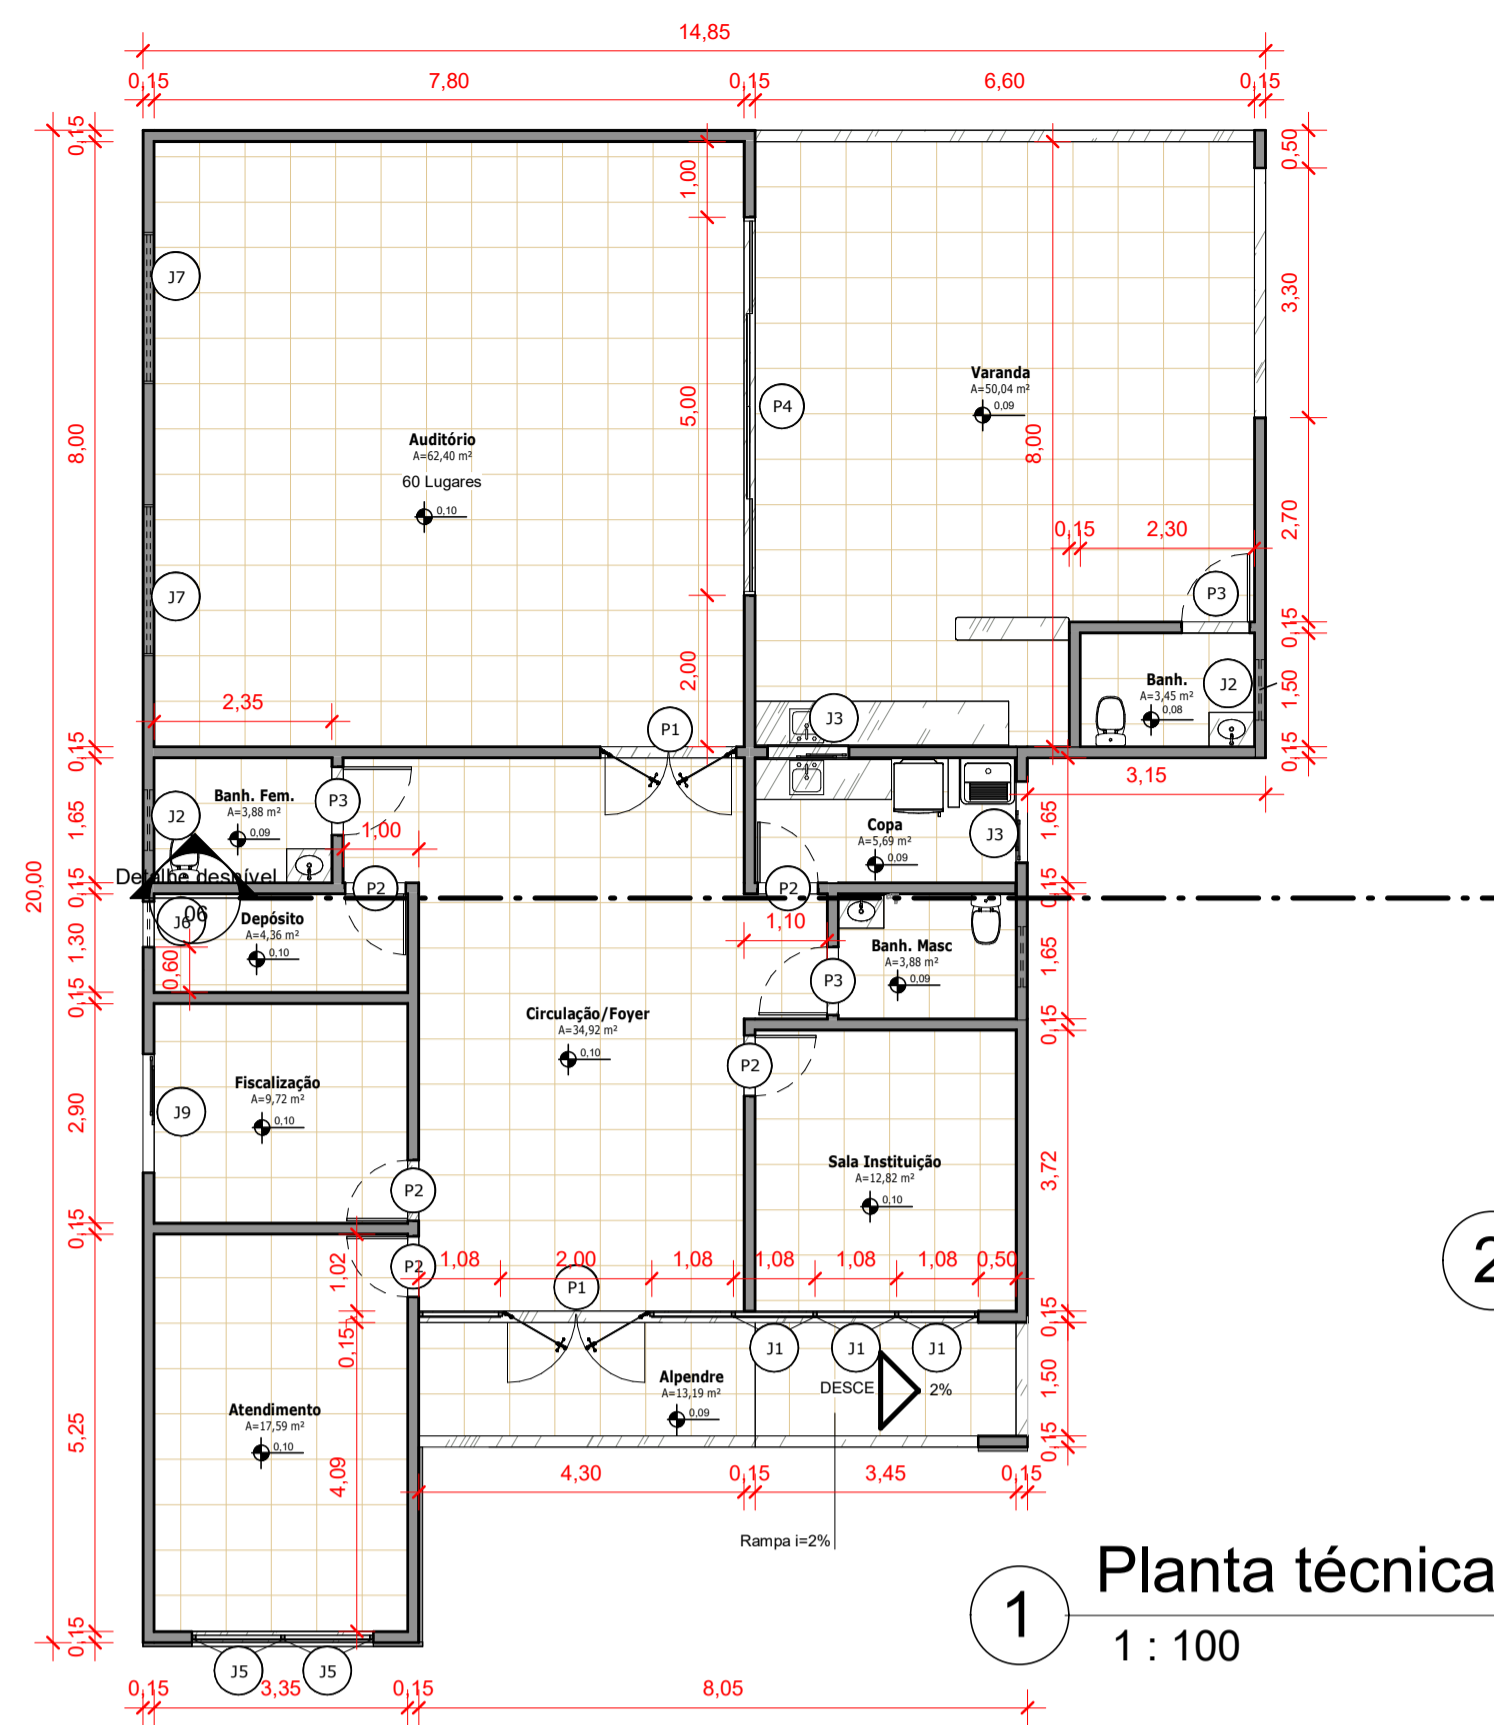 14,85
0,15
7,80
0,15
6,60
0,15
0,15
8,00
0,15
1,65
0,15
1,30
0,15
2,90
0,15
5,25
0,15
20,00
0,50
3,30
2,70
0,15
1,50
0,15
1,00
5,00
2,00
8,00
J7
J7
P4
Auditório
A=62,40 m²
60 Lugares
0,10
Varanda
A=50,04 m²
0,09
0,15
2,30
P3
Banh.
A=3,45 m²
0,08
J2
2,35
P1
J3
3,15
Banh. Fem.
A=3,88 m²
0,09
J2
P3
1,00
P2
Detalhe desnível
06
J6
Depósito
A=4,36 m²
0,10
0,60
Copa
A=5,69 m²
0,09
J3
P2
1,65
0,15
1,10
Banh. Masc
A=3,88 m²
0,09
P3
1,65
0,15
Circulação/Foyer
A=34,92 m²
0,10
P2
Fiscalização
A=9,72 m²
0,10
J9
P2
Sala Instituição
A=12,82 m²
0,10
3,72
P2
1,02
1,08
2,00
1,08
1,08
1,08
1,08
0,50
P1
0,15
0,15
J1
J1
J1
Alpendre
A=13,19 m²
0,09
DESCE
2%
1,50
0,15
Atendimento
A=17,59 m²
0,10
4,09
4,30
0,15
3,45
0,15
Rampa i=2%
J5
J5
0,15
3,35
0,15
8,05
1
Planta técnica
1 : 100
2